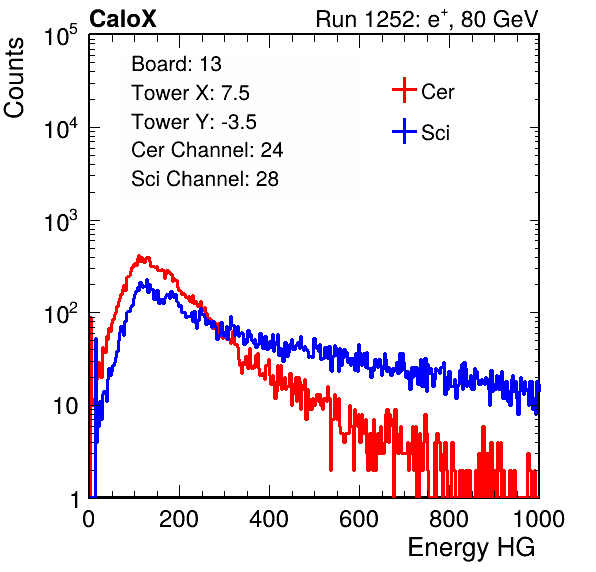 CaloX Run 1252: e⁺, 80 GeV
Counts
Board: 13
Tower X: 7.5
Tower Y: -3.5
Cer Channel: 24
Sci Channel: 28
Cer
Sci
10⁵
10⁴
10³
10²
10
1
0 200 400 600 800 1000
Energy HG